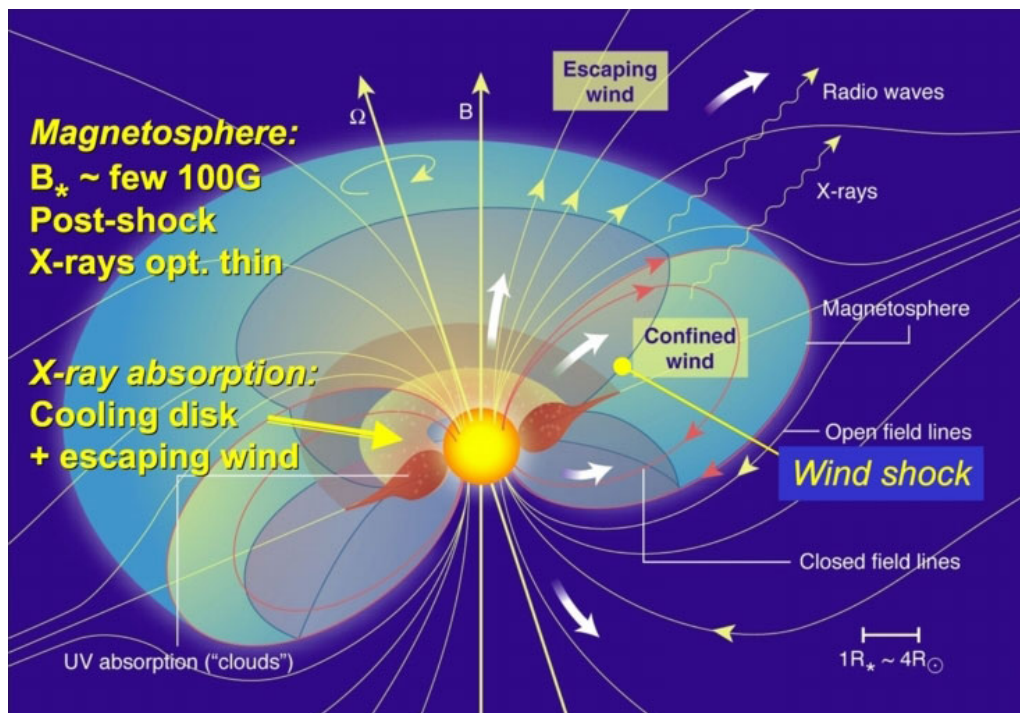 Escaping
wind
Radio waves
Ω
B
Magnetosphere:
B* ~ few 100G
Post-shock
X-rays opt. thin
X-rays
Magnetosphere
Confined
wind
X-ray absorption:
Cooling disk
+ escaping wind
Open field lines
Wind shock
Closed field lines
UV absorption (“clouds”)
1R* ~ 4R☉